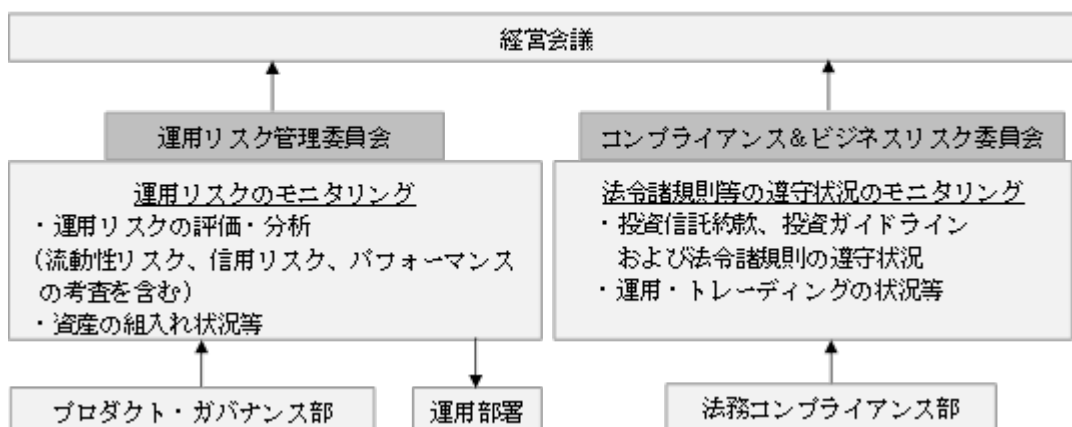 経営会議
運用リスク管理委員会
運用リスクのモニタリング
・運用リスクの評価・分析
(流動性リスク、信用リスク、パフォーマンス
の考査を含む)
・資産の組入れ状況等
プロダクト・ガバナンス部
運用部署
コンプライアンス&ビジネスリスク委員会
法令諸規則等の遵守状況のモニタリング
・投資信託約款、投資ガイドライン
および法令諸規則の遵守状況
・運用・トレーディングの状況等
法務コンプライアンス部